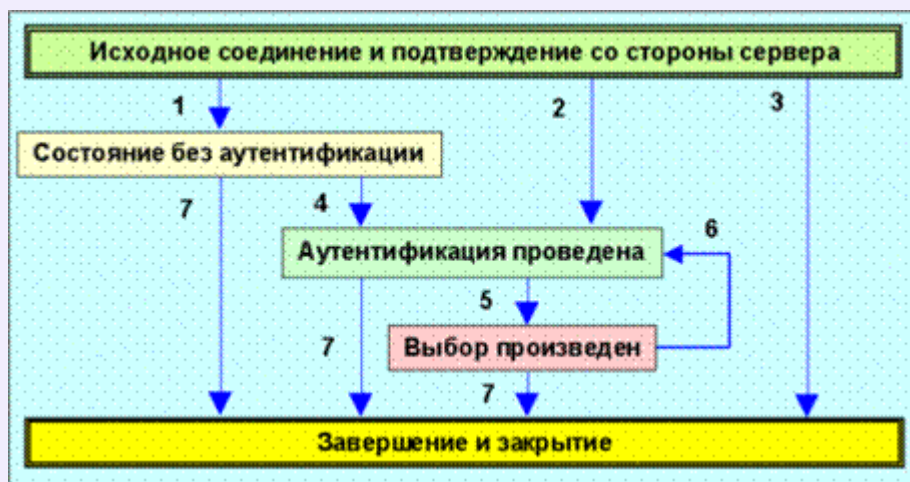 Исходное соединение и подтверждение со стороны сервера
1
2
3
Состояние без аутентификации
7
4
Аутентификация проведена
6
5
7
Выбор произведен
7
Завершение и закрытие